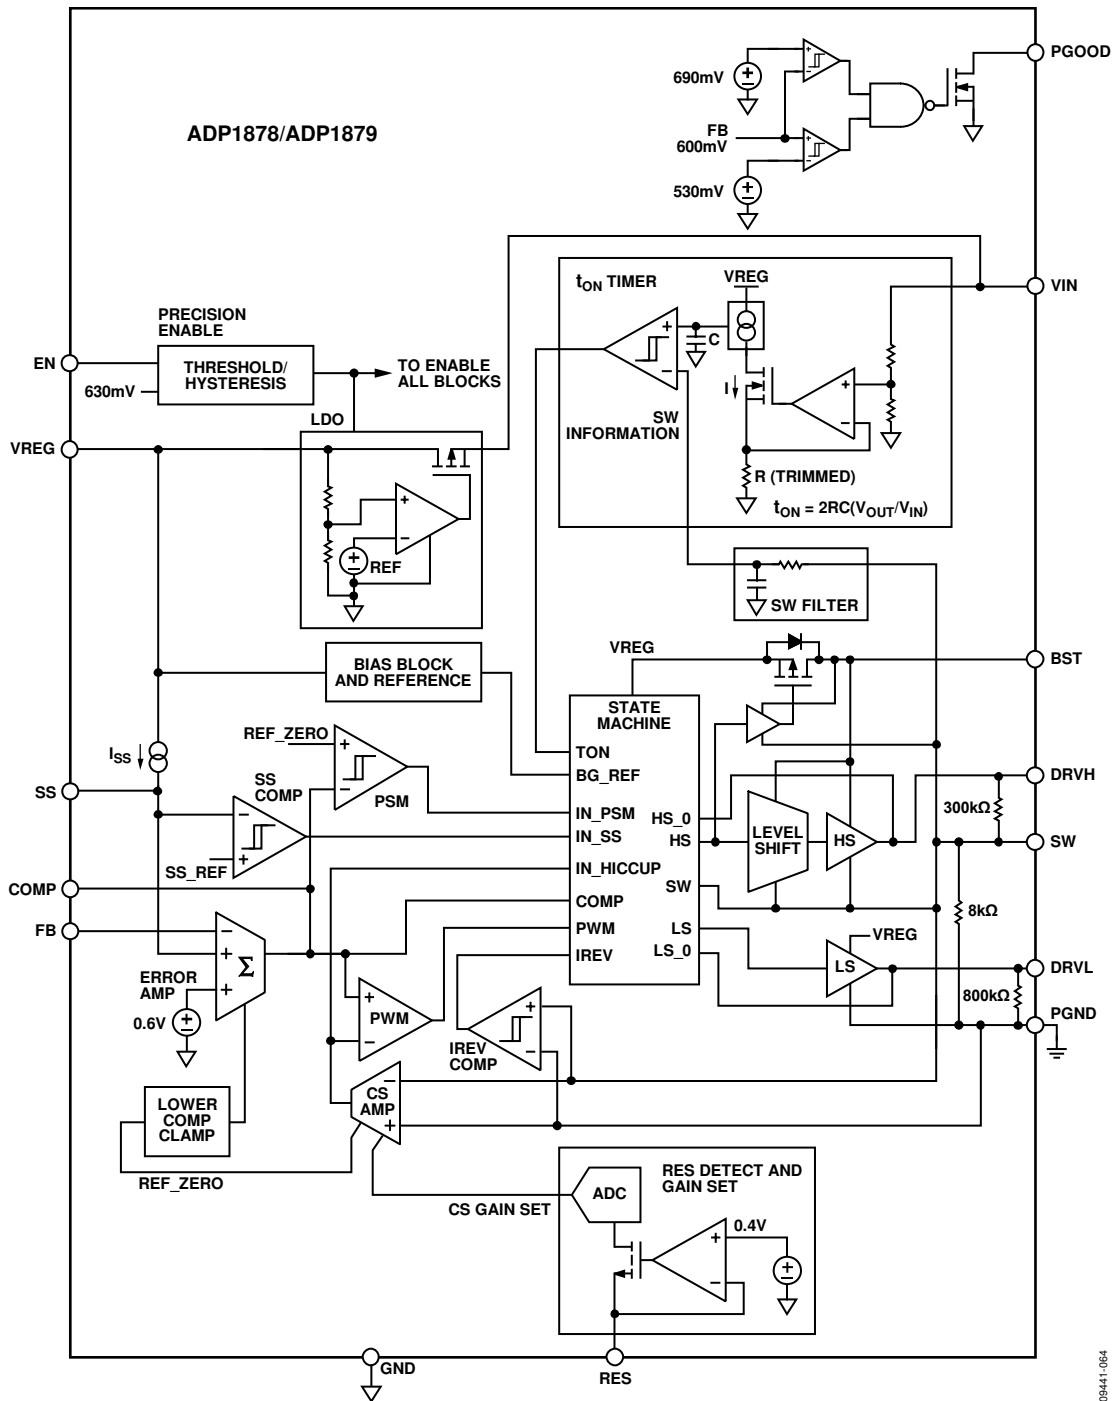 PGOOD
690mV
ADP1878/ADP1879
FB
600mV
530mV
tON TIMER
VREG
VIN
PRECISION
ENABLE
C
EN
THRESHOLD/
HYSTERESIS
TO ENABLE
ALL BLOCKS
630mV
I
LDO
SW
INFORMATION
VREG
R (TRIMMED)
tON = 2RC(VOUT/VIN)
REF
SW FILTER
VREG
BST
BIAS BLOCK
AND REFERENCE
STATE
MACHINE
REF_ZERO
ISS
TON
BG_REF
DRVH
SS
SS
COMP
PSM
300kΩ
IN_PSM
HS_0
IN_SS
HS
LEVEL
SHIFT
HS
SW
SS_REF
IN_HICCUP
COMP
SW
COMP
8kΩ
FB
PWM
LS
VREG
Σ
IREV
LS_0
LS
DRVL
ERROR
AMP
800kΩ
0.6V
PWM
PGND
IREV
COMP
CS
AMP
LOWER
COMP
CLAMP
REF_ZERO
RES DETECT AND
GAIN SET
ADC
CS GAIN SET
0.4V
GND
RES
09441-064